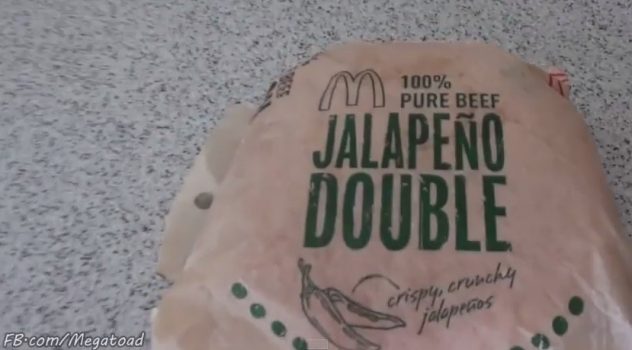 100%
PURE BEEF
JALAPEÑO
DOUBLE
crispy, crunchy
jalapeños
FB.com/Megatoad